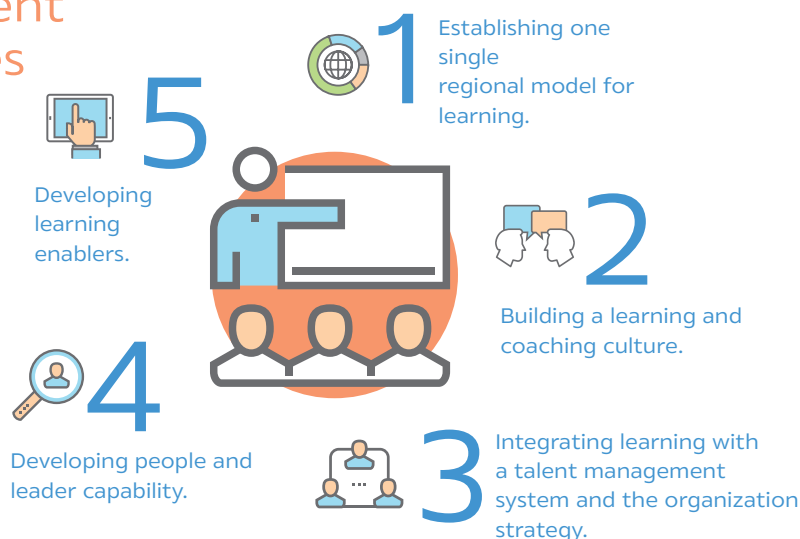 1
Establishing one
single
regional model for
learning.
2
Building a learning and
coaching culture.
3
Integrating learning with
a talent management
system and the organization
strategy.
4
Developing people and
leader capability.
5
Developing
learning
enablers.